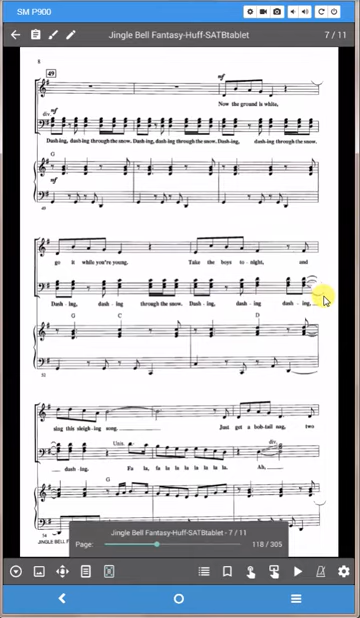 SM P900
Jingle Bell Fantasy-Huff-SATBtablet
7 / 11
8
49
mf
Now the ground is white,
div.
mf
Dash-ing, dash-ing through the snow. Dash-ing, dash-ing through the snow. Dash-ing, dash-ing through the snow.
G
mf
49
go it while you're young. Take the boys to - night, and
Dash - ing, dash - ing through the snow. Dash - ing, dash - ing dash - ing,
G C D
sing this sleigh-ing song. Just get a bob-tail nag, two
Unis. div.
dash - ing. Fa la, fa la la la la la la. Ah,
G
JINGLE BELL F
Jingle Bell Fantasy-Huff-SATBtablet - 7 / 11
Page: 118 / 305